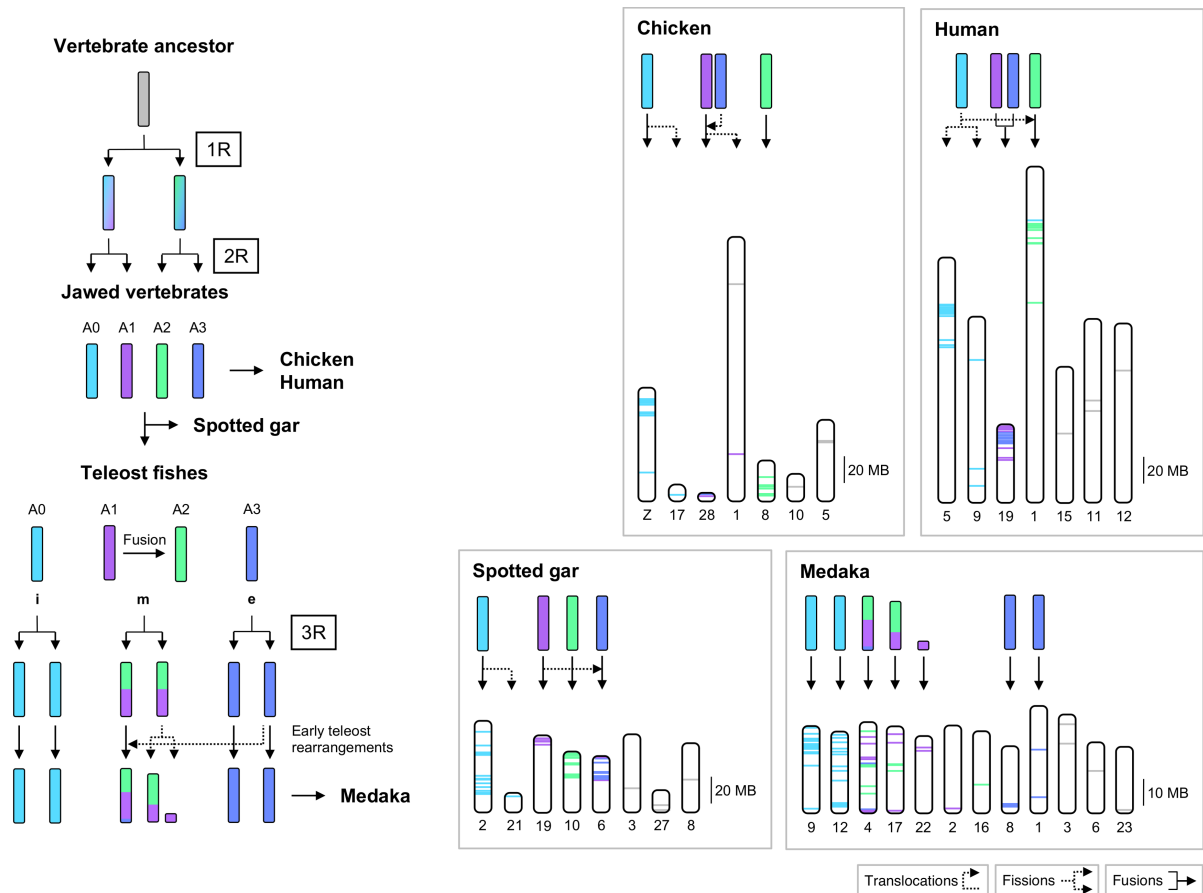 Vertebrate ancestor
1R
2R
Jawed vertebrates
A0 A1 A2 A3
Chicken
Human
Spotted gar
Teleost fishes
A0 A1 A2 A3
Fusion
i m e
3R
Early teleost
rearrangements
Medaka
Chicken
20 MB
Z 17 28 1 8 10 5
Human
20 MB
5 9 19 1 15 11 12
Spotted gar
20 MB
2 21 19 10 6 3 27 8
Medaka
10 MB
9 12 4 17 22 2 16 8 1 3 6 23
Translocations
Fissions
Fusions